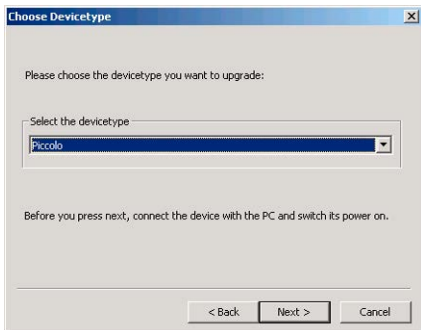 Choose Devicetype
Please choose the devicetype you want to upgrade:
Select the devicetype
Piccolo
Before you press next, connect the device with the PC and switch its power on.
< Back
Next >
Cancel